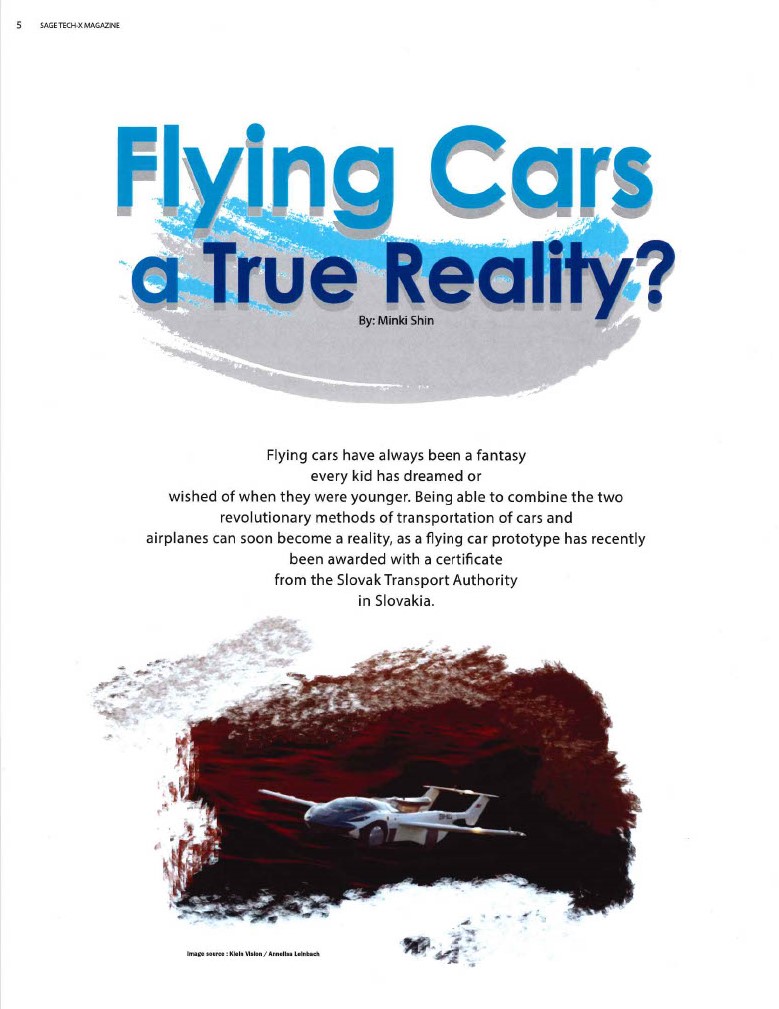 5 SAGE TECH-X MAGAZINE
Flying Cars
a True Reality?
By: Minki Shin
Flying cars have always been a fantasy
every kid has dreamed or
wished of when they were younger. Being able to combine the two
revolutionary methods of transportation of cars and
airplanes can soon become a reality, as a flying car prototype has recently
been awarded with a certificate
from the Slovak Transport Authority
in Slovakia.
Image source : Klein Vision / Annelisa Leinbach